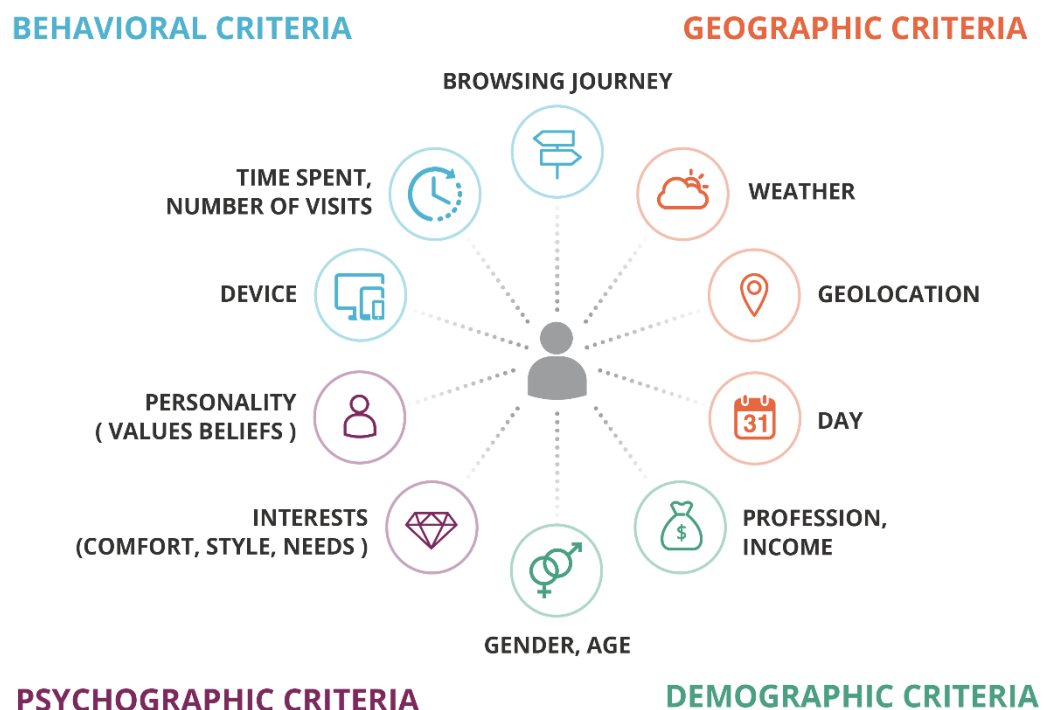 BEHAVIORAL CRITERIA
GEOGRAPHIC CRITERIA
BROWSING JOURNEY
TIME SPENT,
NUMBER OF VISITS
WEATHER
DEVICE
GEOLOCATION
PERSONALITY
( VALUES BELIEFS )
31
DAY
INTERESTS
(COMFORT, STYLE, NEEDS )
$
PROFESSION,
INCOME
GENDER, AGE
PSYCHOGRAPHIC CRITERIA
DEMOGRAPHIC CRITERIA